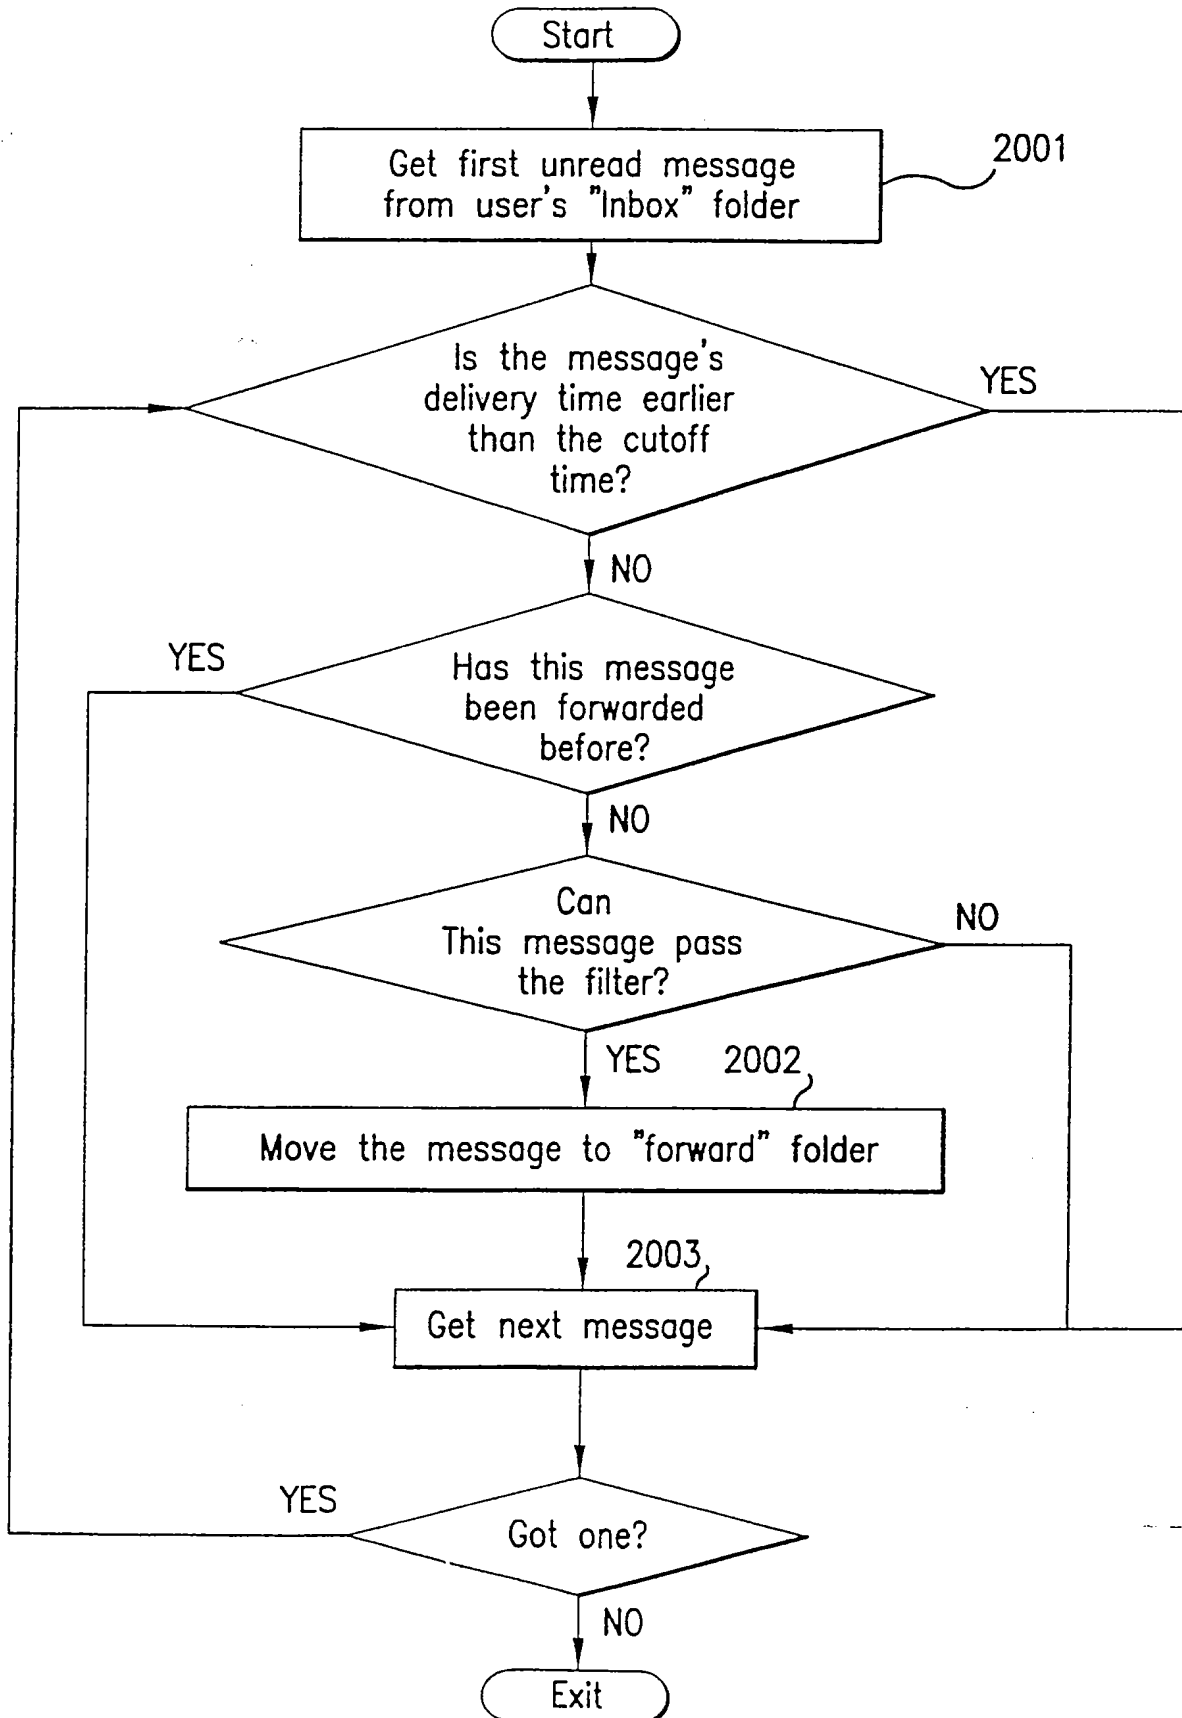 Start
Get first unread message
from user's "Inbox" folder
2001
Is the message's
delivery time earlier
than the cutoff
time?
YES
NO
YES
Has this message
been forwarded
before?
NO
Can
This message pass
the filter?
NO
YES
2002
Move the message to "forward" folder
2003
Get next message
YES
Got one?
NO
Exit